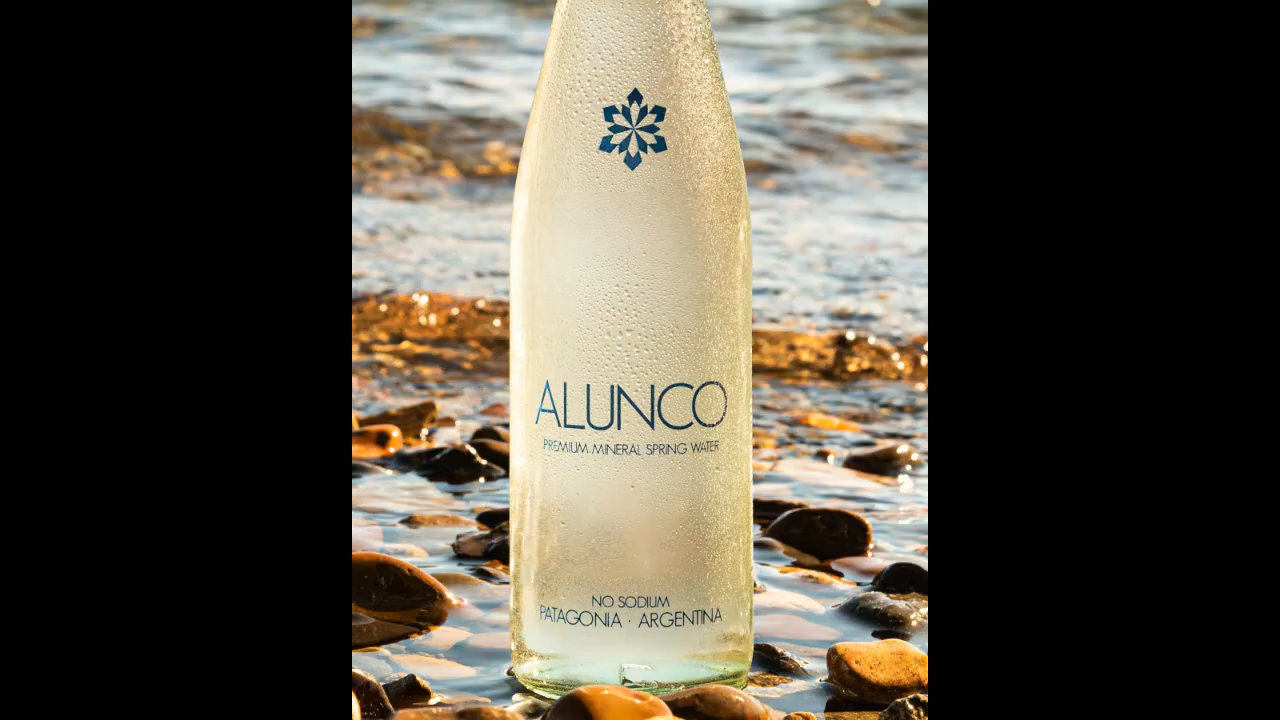 ALUNCO
PREMIUM MINERAL SPRING WATER
NO SODIUM
PATAGONIA · ARGENTINA